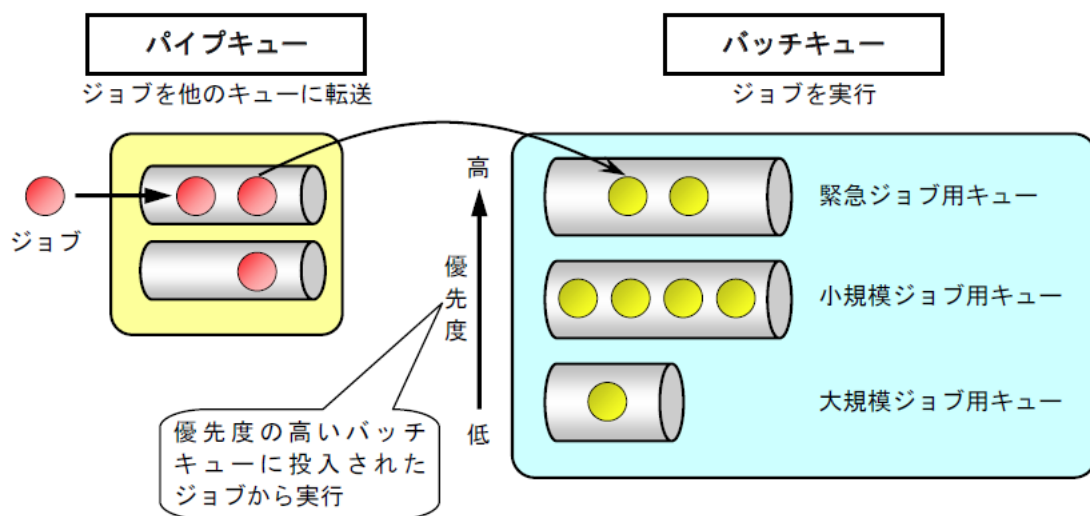 パイプキュー
ジョブを他のキューに転送
ジョブ
バッチキュー
ジョブを実行
高
優先度
低
緊急ジョブ用キュー
小規模ジョブ用キュー
大規模ジョブ用キュー
優先度の高いバッチ
キューに投入された
ジョブから実行